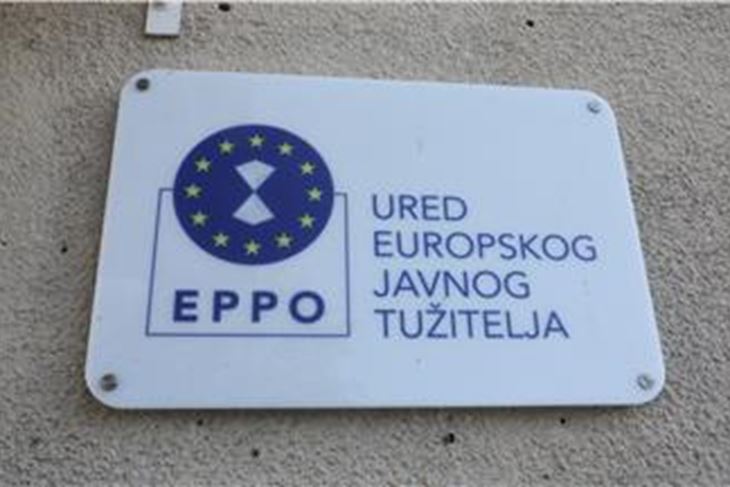 EPPO
URED
EUROPSKOG
JAVNOG
TUŽITELJA